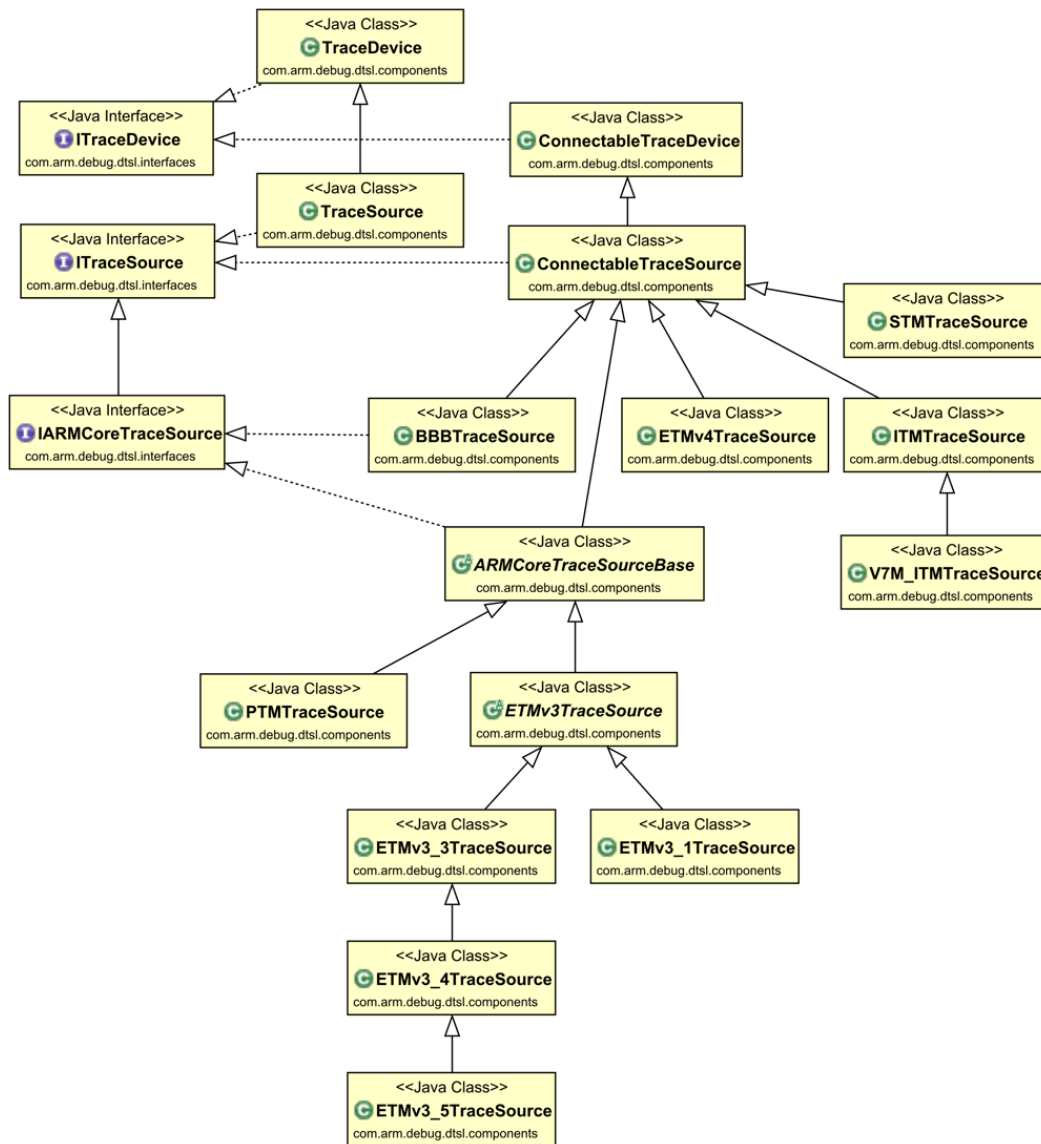 <<Java Class>>
TraceDevice
com.arm.debug.dtsl.components
<<Java Interface>>
ITraceDevice
com.arm.debug.dtsl.interfaces
<<Java Class>>
ConnectableTraceDevice
com.arm.debug.dtsl.components
<<Java Class>>
TraceSource
com.arm.debug.dtsl.components
<<Java Interface>>
ITraceSource
com.arm.debug.dtsl.interfaces
<<Java Class>>
ConnectableTraceSource
com.arm.debug.dtsl.components
<<Java Class>>
STMTraceSource
com.arm.debug.dtsl.components
<<Java Interface>>
IARMCoreTraceSource
com.arm.debug.dtsl.interfaces
<<Java Class>>
BBBTraceSource
com.arm.debug.dtsl.components
<<Java Class>>
ETMv4TraceSource
com.arm.debug.dtsl.components
<<Java Class>>
ITMTraceSource
com.arm.debug.dtsl.components
<<Java Class>>
ARMCoreTraceSourceBase
com.arm.debug.dtsl.components
<<Java Class>>
V7M_ITMTraceSource
com.arm.debug.dtsl.components
<<Java Class>>
PTMTraceSource
com.arm.debug.dtsl.components
<<Java Class>>
ETMv3TraceSource
com.arm.debug.dtsl.components
<<Java Class>>
ETMv3_3TraceSource
com.arm.debug.dtsl.components
<<Java Class>>
ETMv3_1TraceSource
com.arm.debug.dtsl.components
<<Java Class>>
ETMv3_4TraceSource
com.arm.debug.dtsl.components
<<Java Class>>
ETMv3_5TraceSource
com.arm.debug.dtsl.components